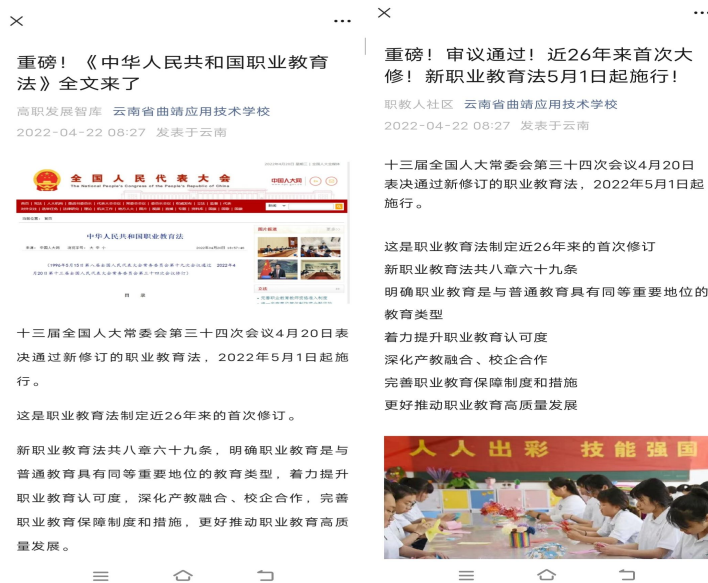 重磅！《中华人民共和国职业教育
法》全文来了
高职发展智库 云南省曲靖应用技术学校
2022-04-22 08:27 发表于云南
全国人民代表大会
The National People's Congress of the People's Republic of China
中国人大网
当前位置： 首页
中华人民共和国职业教育法
来源：中国人大网
目 录
十三届全国人大常委会第三十四次会议4月20日表
决通过新修订的职业教育法，2022年5月1日起施
行。
这是职业教育法制定近26年来的首次修订。
新职业教育法共八章六十九条，明确职业教育是与
普通教育具有同等重要地位的教育类型，着力提升
职业教育认可度，深化产教融合、校企合作，完善
职业教育保障制度和措施，更好推动职业教育高质
量发展。
重磅！审议通过！近26年来首次大
修！新职业教育法5月1日起施行！
职教人社区 云南省曲靖应用技术学校
2022-04-22 08:27 发表于云南
十三届全国人大常委会第三十四次会议4月20日
表决通过新修订的职业教育法，2022年5月1日起
施行。
这是职业教育法制定近26年来的首次修订
新职业教育法共八章六十九条
明确职业教育是与普通教育具有同等重要地位的
教育类型
着力提升职业教育认可度
深化产教融合、校企合作
完善职业教育保障制度和措施
更好推动职业教育高质量发展
人人出彩 技能强国